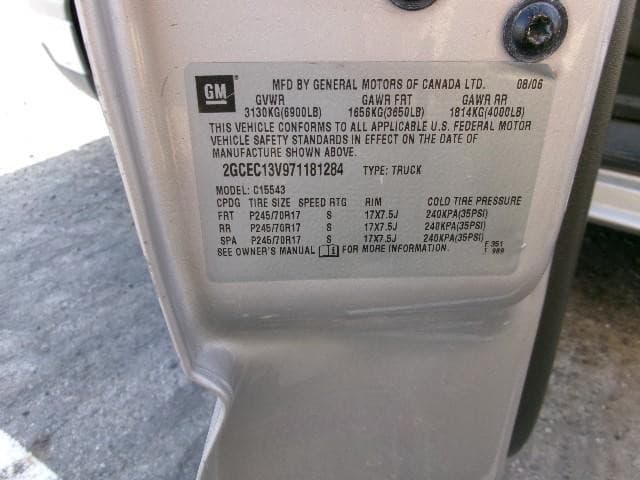 GM MFD BY GENERAL MOTORS OF CANADA LTD. 08/06
GVWR GAWR FRT GAWR RR
3130KG(6900LB) 1656KG(3650LB) 1814KG(4000LB)
THIS VEHICLE CONFORMS TO ALL APPLICABLE U.S. FEDERAL MOTOR
VEHICLE SAFETY STANDARDS IN EFFECT ON THE DATE OF
MANUFACTURE SHOWN ABOVE.
2GCEC13V971181284 TYPE: TRUCK
MODEL: C15543
CPDG TIRE SIZE SPEED RTG RIM COLD TIRE PRESSURE
FRT P245/70R17 S 17X7.5J 240KPA(35PSI)
RR P245/70R17 S 17X7.5J 240KPA(35PSI)
SPA P245/70R17 S 17X7.5J 240KPA(35PSI)
SEE OWNER'S MANUAL FOR MORE INFORMATION. F 351
T 989